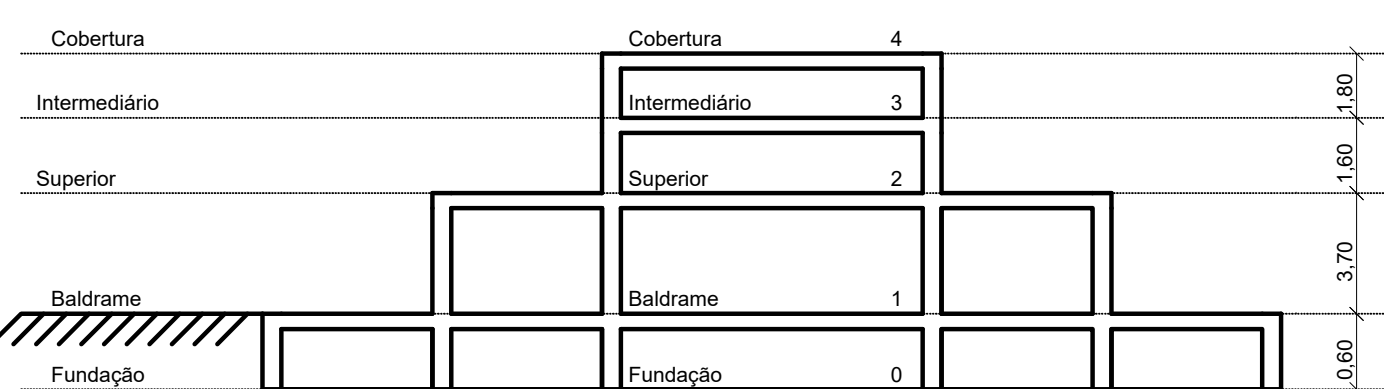 Cobertura Cobertura 4
1,80
Intermediário Intermediário 3
1,60
Superior Superior 2
3,70
Baldrame Baldrame 1
0,60
Fundação Fundação 0